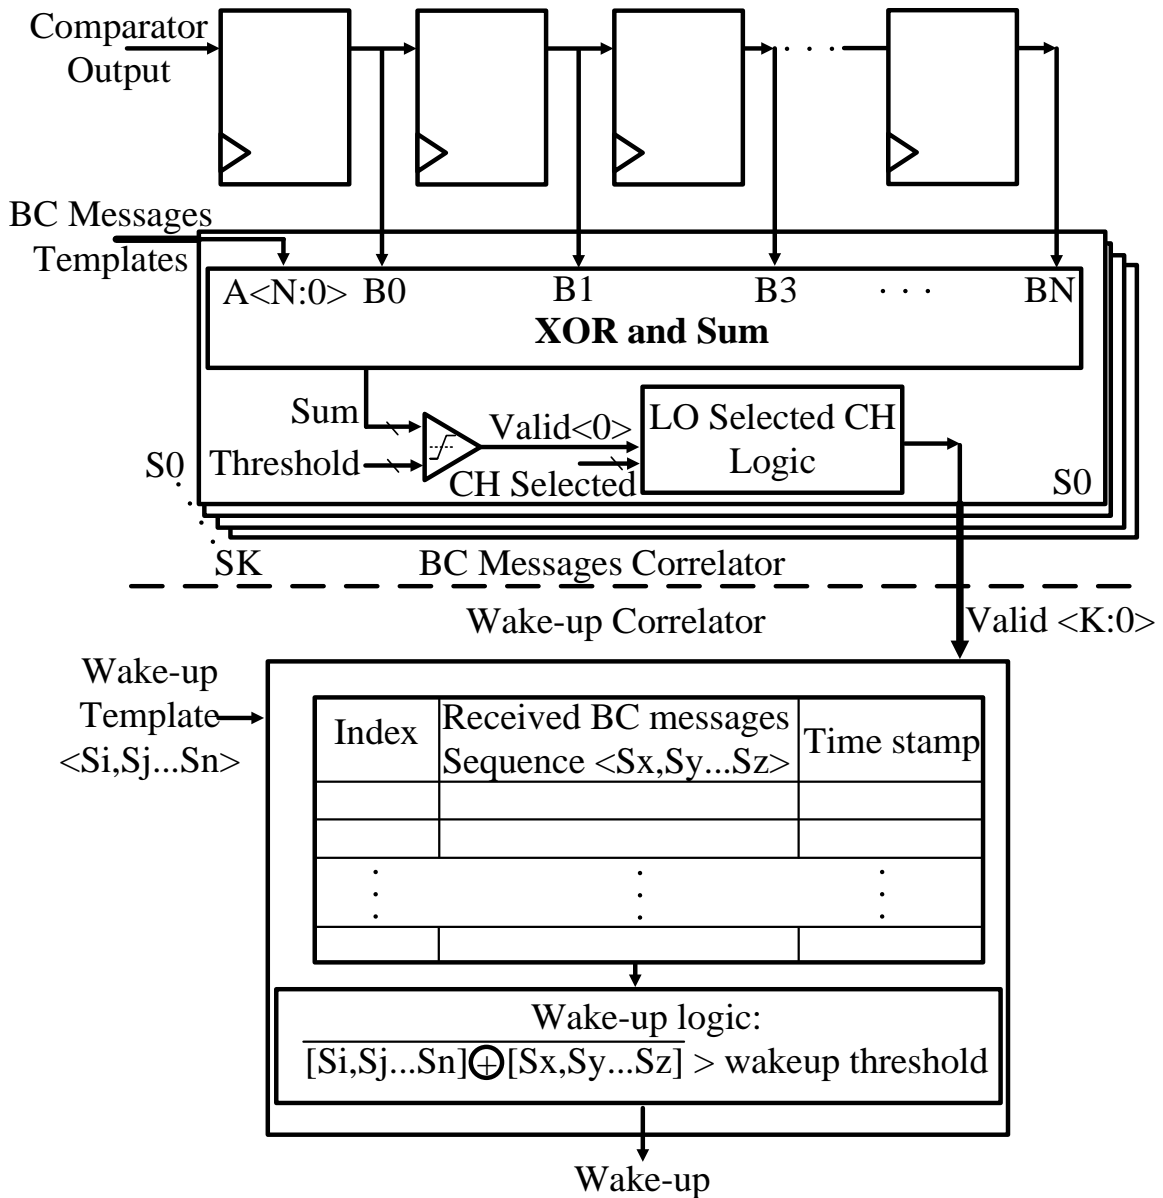 Comparator
Output
BC Messages
Templates
A<N:0> B0 B1 B3 . . . BN
XOR and Sum
Sum
Threshold
Valid<0>
CH Selected
LO Selected CH
Logic
S0
S0
SK
BC Messages Correlator
Wake-up Correlator
Valid <K:0>
Wake-up
Template
<Si,Sj...Sn>
Index
Received BC messages
Sequence <Sx,Sy...Sz>
Time stamp
Wake-up logic:
[Si,Sj...Sn]⊕[Sx,Sy...Sz] > wakeup threshold
Wake-up